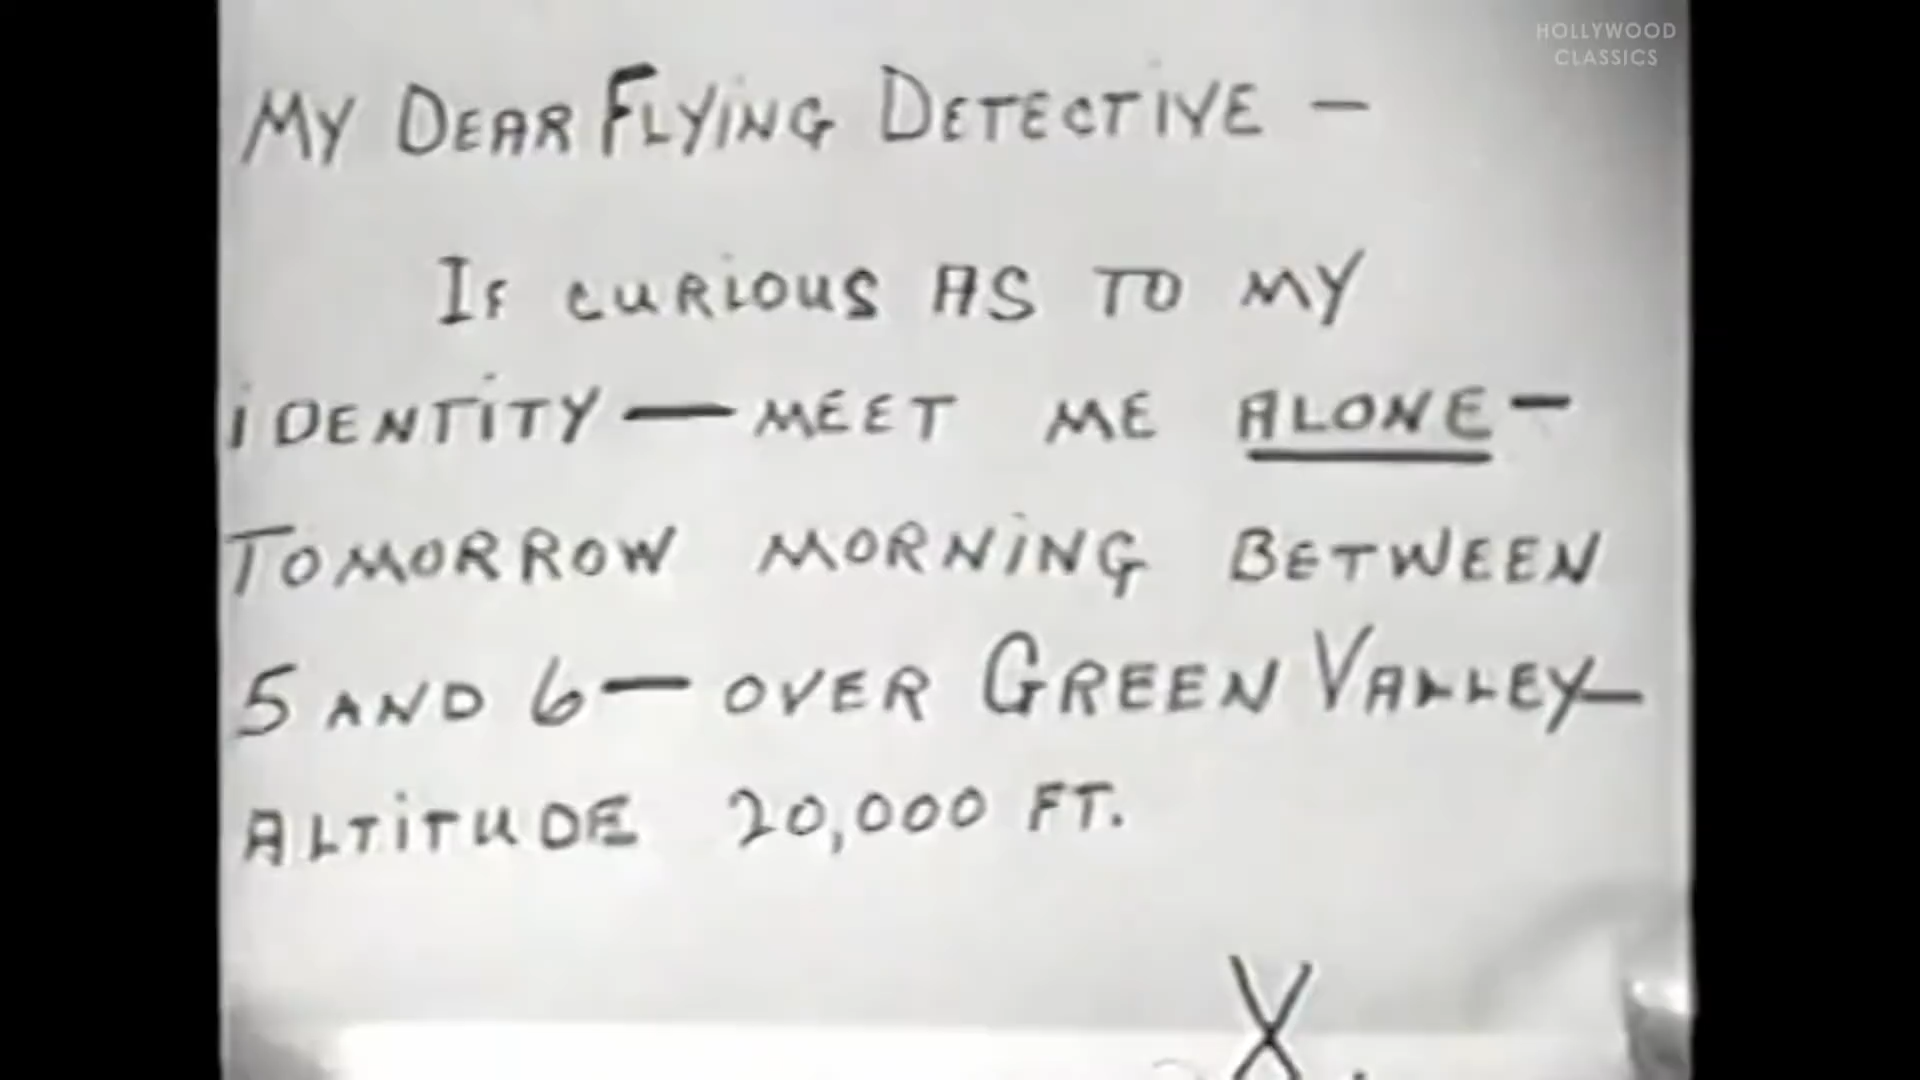 HOLLYWOOD
CLASSICS
MY DEAR FLYING DETECTIVE —
IF CURIOUS AS TO MY
IDENTITY — MEET ME ALONE —
TOMORROW MORNING BETWEEN
5 AND 6 — OVER GREEN VALLEY —
ALTITUDE 20,000 FT.
X.